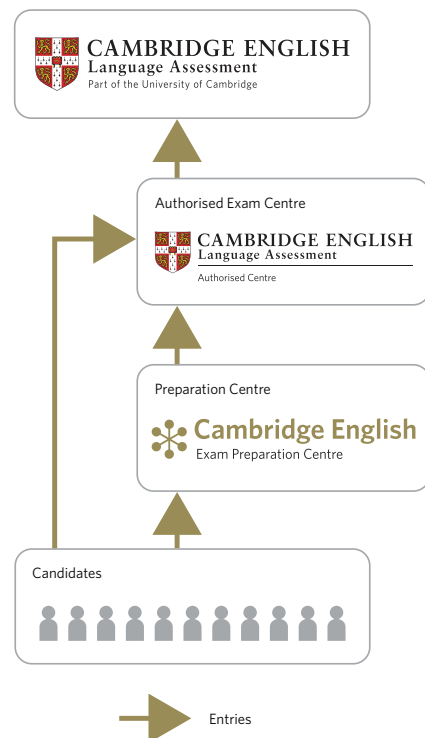 CAMBRIDGE ENGLISH
Language Assessment
Part of the University of Cambridge
Authorised Exam Centre
CAMBRIDGE ENGLISH
Language Assessment
Authorised Centre
Preparation Centre
Cambridge English
Exam Preparation Centre
Candidates
Entries